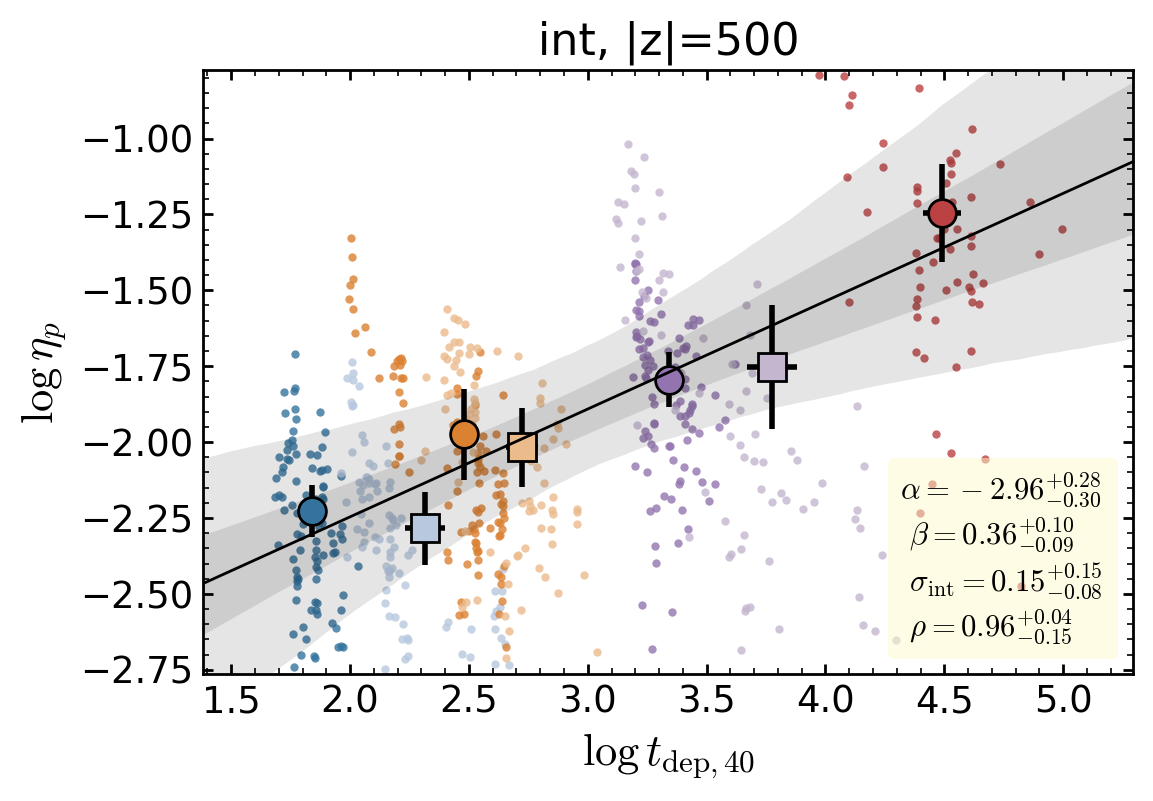 int, |z|=500
log η_p
−1.00
−1.25
−1.50
−1.75
−2.00
−2.25
−2.50
−2.75
α = −2.96^{+0.28}_{−0.30}
β = 0.36^{+0.10}_{−0.09}
σ_int = 0.15^{+0.15}_{−0.08}
ρ = 0.96^{+0.04}_{−0.15}
1.5 2.0 2.5 3.0 3.5 4.0 4.5 5.0
log t_{dep, 40}